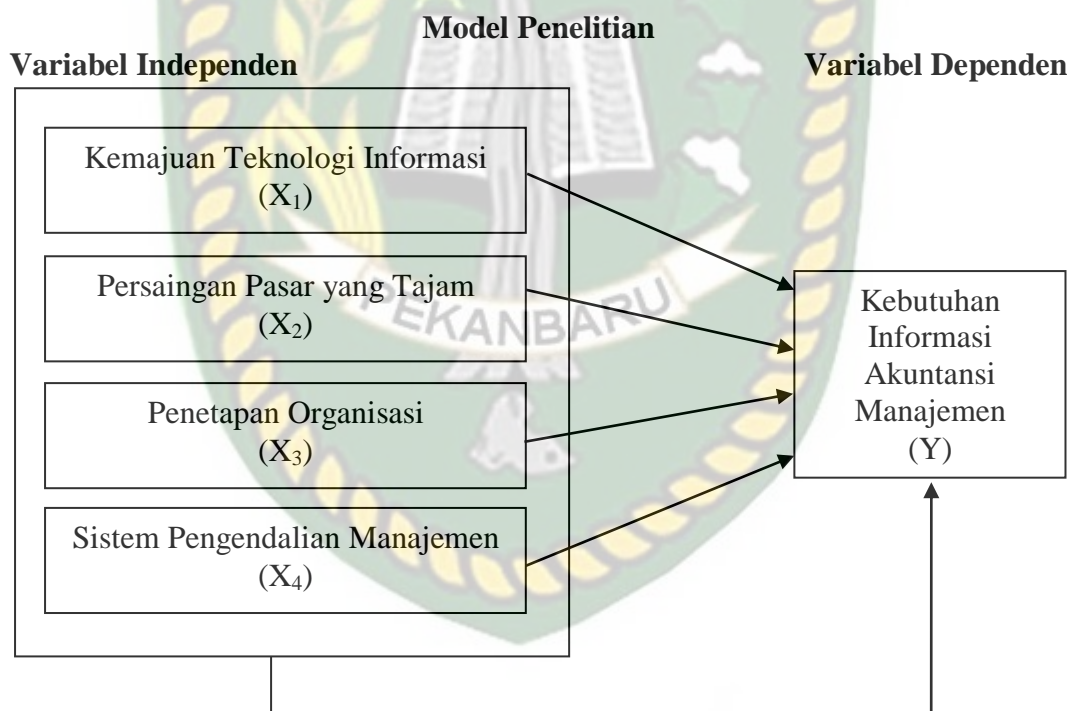 Model Penelitian
Variabel Independen
Variabel Dependen
Kemajuan Teknologi Informasi
(X₁)
Persaingan Pasar yang Tajam
(X₂)
Penetapan Organisasi
(X₃)
Sistem Pengendalian Manajemen
(X₄)
Kebutuhan
Informasi
Akuntansi
Manajemen
(Y)
PEKANBARU